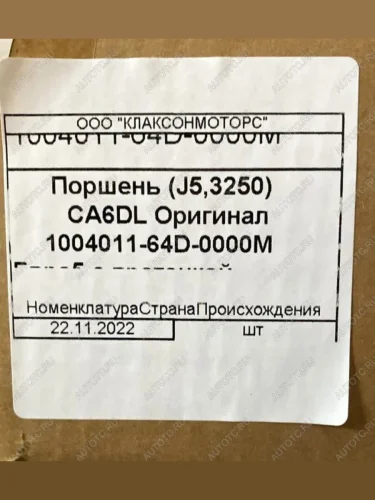 ООО "КЛАКСОНМОТОРС"
1004011-64D-0000M
Поршень (J5,3250)
CA6DL Оригинал
1004011-64D-0000M
НоменклатураСтранаПроисхождения
22.11.2022
шт